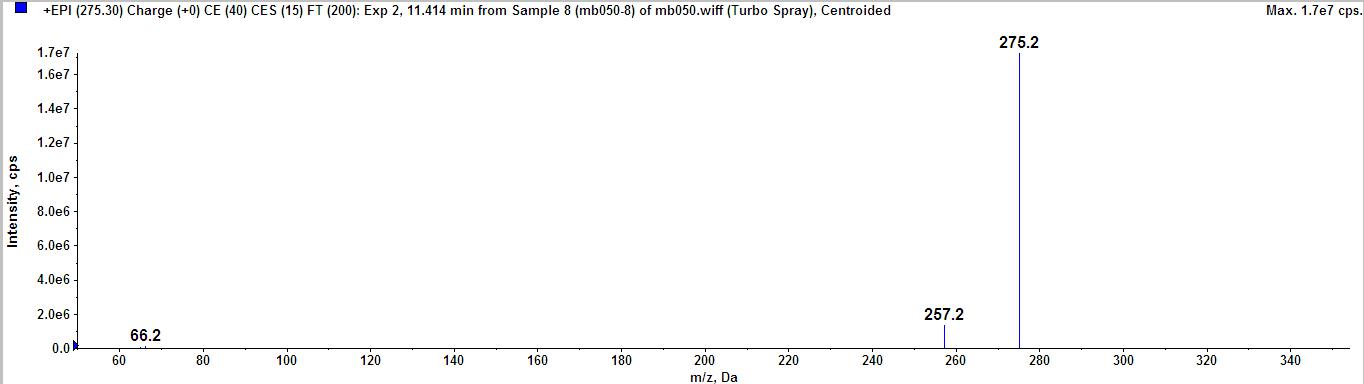 +EPI (275.30) Charge (+0) CE (40) CES (15) FT (200): Exp 2, 11.414 min from Sample 8 (mb050-8) of mb050.wiff (Turbo Spray), Centroided
Max. 1.7e7 cps.
275.2
1.7e7
1.6e7
1.4e7
1.2e7
1.0e7
8.0e6
6.0e6
4.0e6
2.0e6
0.0
Intensity, cps
257.2
66.2
60 80 100 120 140 160 180 200 220 240 260 280 300 320 340
m/z, Da